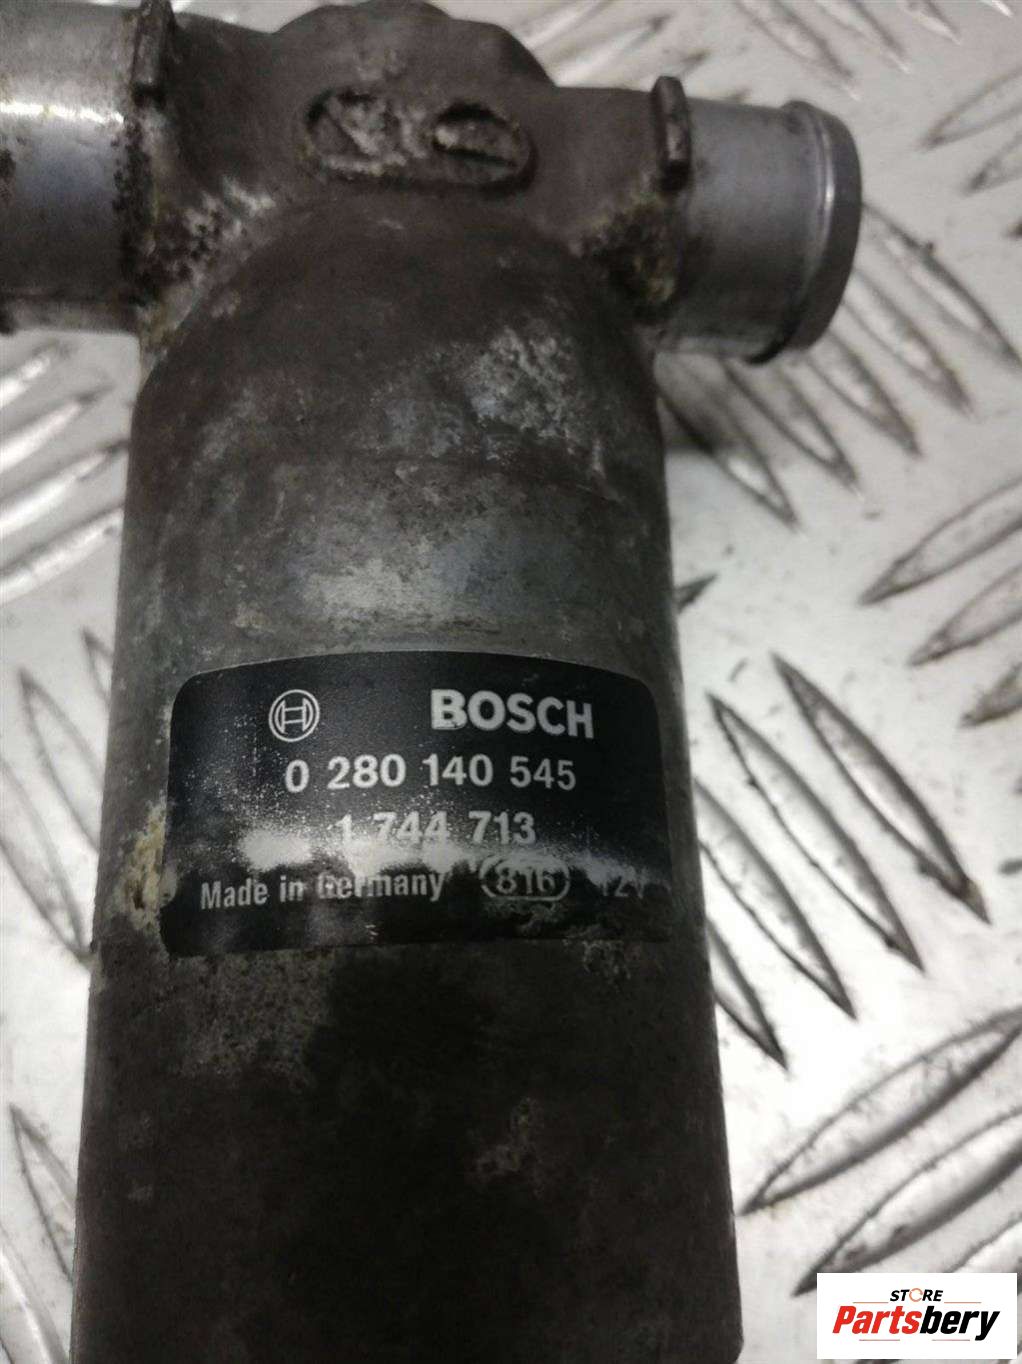 BOSCH
0 280 140 545
1 744 713
Made in Germany 816 12V
STORE
Partsbery